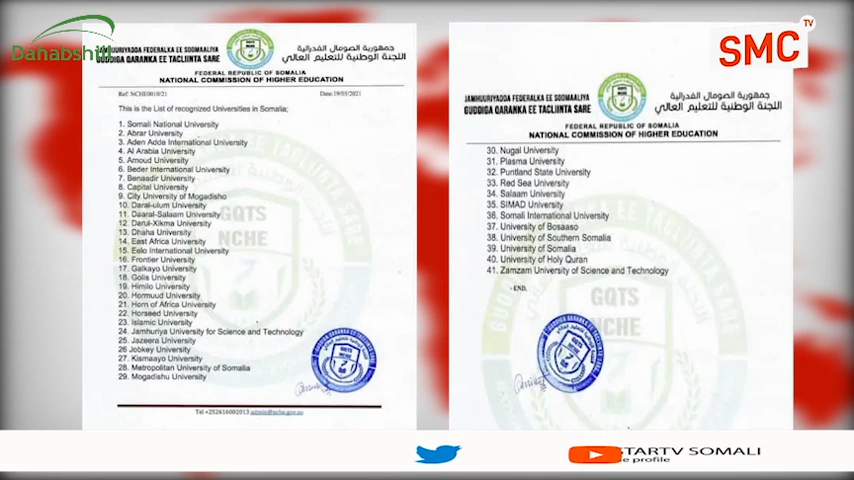 Danabshiil
SMC TV
JAMHUURIYADDA FEDERALKA EE SOOMAALIYA
GUDDIGA QARANKA EE TACLIINTA SARE
جمهورية الصومال الفدرالية
اللجنة الوطنية للتعليم العالي
FEDERAL REPUBLIC OF SOMALIA
NATIONAL COMMISSION OF HIGHER EDUCATION
Ref: NCHE0010/21 Date:19/05/2021
This is the List of recognized Universities in Somalia;
1. Somali National University
2. Abrar University
3. Aden Adde International University
4. Al Arabia University
5. Amoud University
6. Beder International University
7. Benaadir University
8. Capital University
9. City University of Mogadisho
10. Daral-ulum University
11. Daaral-Salaam University
12. Darul-Xikma University
13. Dhaha University
14. East Africa University
15. Eelo International University
16. Frontier University
17. Galkayo University
18. Golis University
19. Himilo University
20. Hormuud University
21. Horn of Africa University
22. Horseed University
23. Islamic University
24. Jamhuriya University for Science and Technology
25. Jazeera University
26 Jobkey University
27. Kismaayo University
28. Metropolitan University of Somalia
29. Mogadishu University
GQTS
NCHE
Tel +252616002013 admin@nche.gov.so
JAMHUURIYADDA FEDERALKA EE SOOMAALIYA
GUDDIGA QARANKA EE TACLIINTA SARE
جمهورية الصومال الفدرالية
اللجنة الوطنية للتعليم العالي
FEDERAL REPUBLIC OF SOMALIA
NATIONAL COMMISSION OF HIGHER EDUCATION
30. Nugal University
31. Plasma University
32. Puntland State University
33. Red Sea University
34. Salaam University
35. SIMAD University
36. Somali International University
37. University of Bosaaso
38. University of Southern Somalia
39. University of Somalia
40. University of Holy Quran
41. Zamzam University of Science and Technology
- END,
GQTS
NCHE
STARTV SOMALI
profile